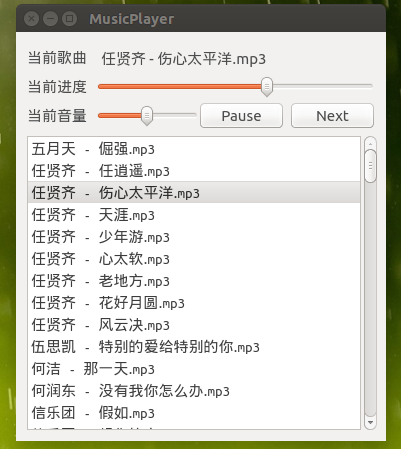 MusicPlayer
当前歌曲 任贤齐 - 伤心太平洋.mp3
当前进度
当前音量 Pause Next
五月天 - 倔强.mp3
任贤齐 - 任逍遥.mp3
任贤齐 - 伤心太平洋.mp3
任贤齐 - 天涯.mp3
任贤齐 - 少年游.mp3
任贤齐 - 心太软.mp3
任贤齐 - 老地方.mp3
任贤齐 - 花好月圆.mp3
任贤齐 - 风云决.mp3
伍思凯 - 特别的爱给特别的你.mp3
何洁 - 那一天.mp3
何润东 - 没有我你怎么办.mp3
信乐团 - 假如.mp3